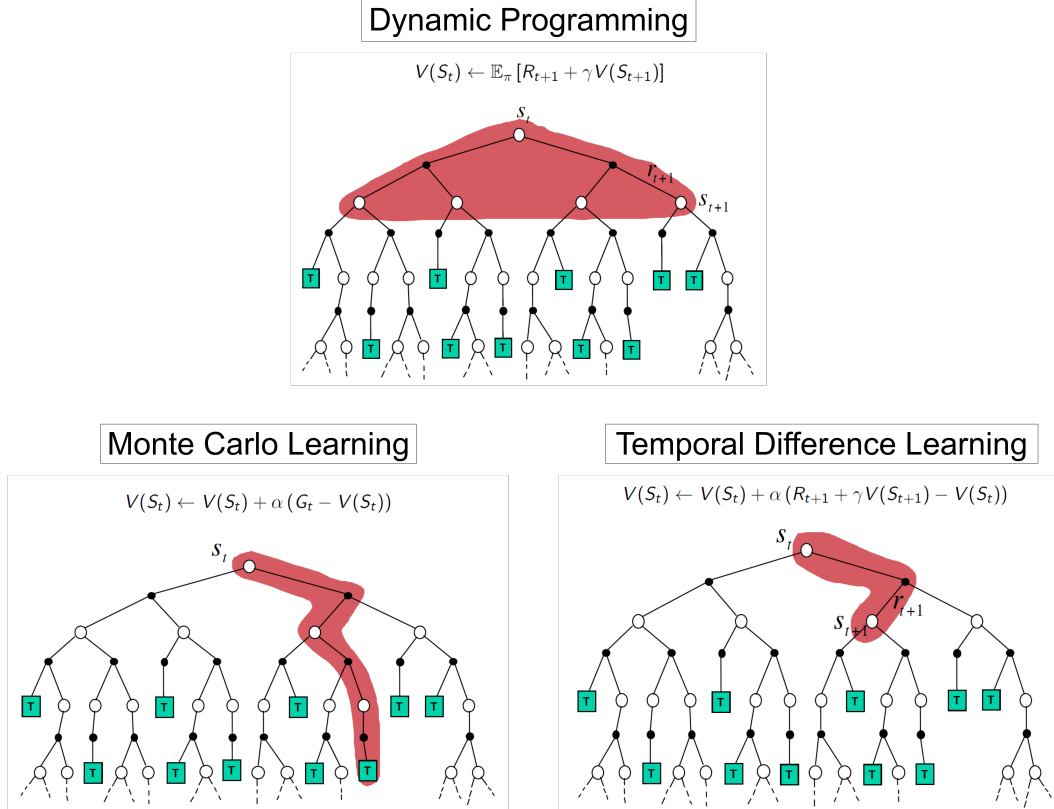 Dynamic Programming
V(S_t) ← 𝔼_π [R_{t+1} + γV(S_{t+1})]
s_t
r_{t+1}
s_{t+1}
T T T T T
T T T T T
Monte Carlo Learning
V(S_t) ← V(S_t) + α (G_t − V(S_t))
s_t
T T T T T
T T T T T
Temporal Difference Learning
V(S_t) ← V(S_t) + α (R_{t+1} + γV(S_{t+1}) − V(S_t))
s_t
r_{t+1}
s_{t+1}
T T T T T
T T T T T